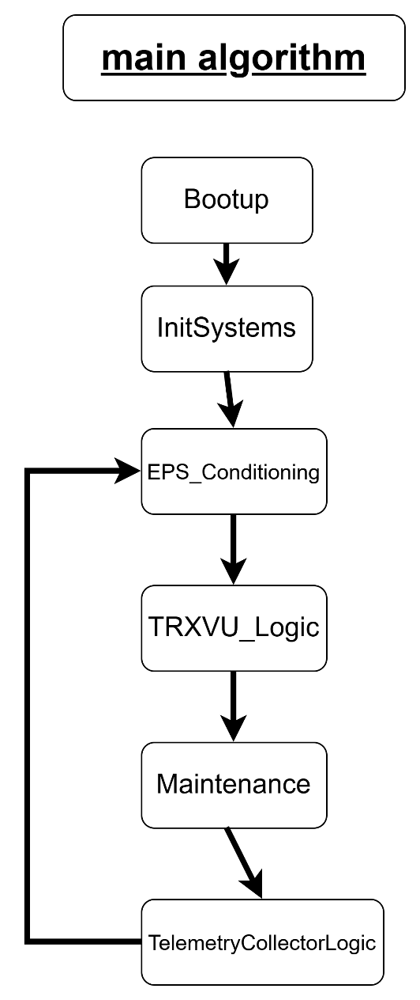 main algorithm
Bootup
InitSystems
EPS_Conditioning
TRXVU_Logic
Maintenance
TelemetryCollectorLogic